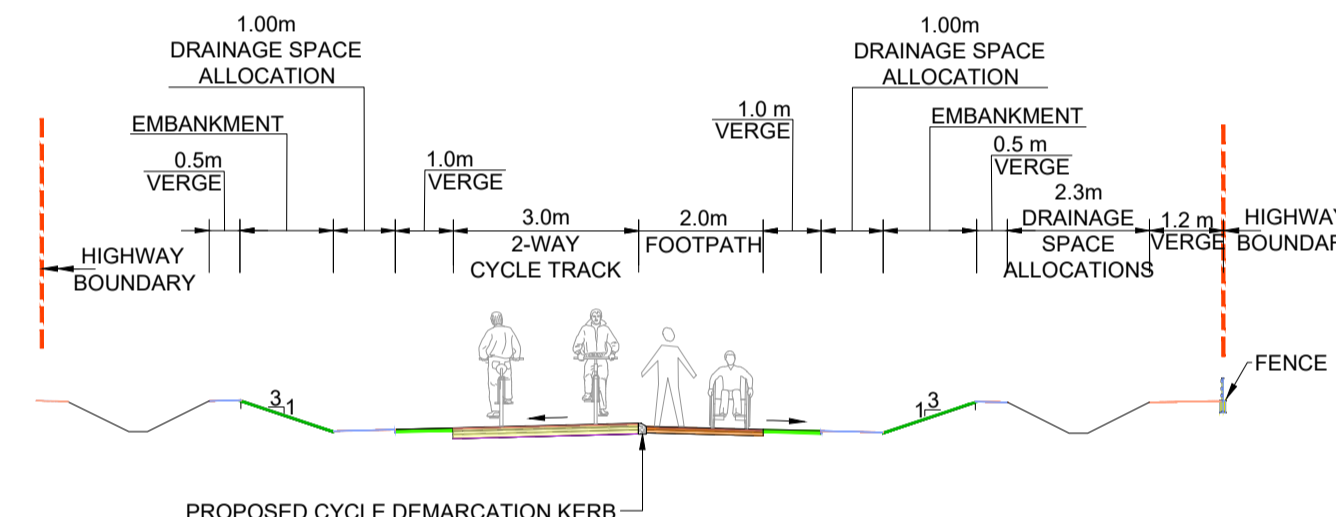 1.00m
DRAINAGE SPACE
ALLOCATION
EMBANKMENT
0.5m
VERGE
1.0m
VERGE
3.0m
2-WAY
CYCLE TRACK
2.0m
FOOTPATH
1.0 m
VERGE
1.00m
DRAINAGE SPACE
ALLOCATION
EMBANKMENT
0.5 m
VERGE
2.3m
DRAINAGE
SPACE
ALLOCATIONS
1.2 m
VERGE
HIGHWAY
BOUNDAR
HIGHWAY
BOUNDARY
FENCE
3
1
1
3
PROPOSED CYCLE DEMARCATION KERB